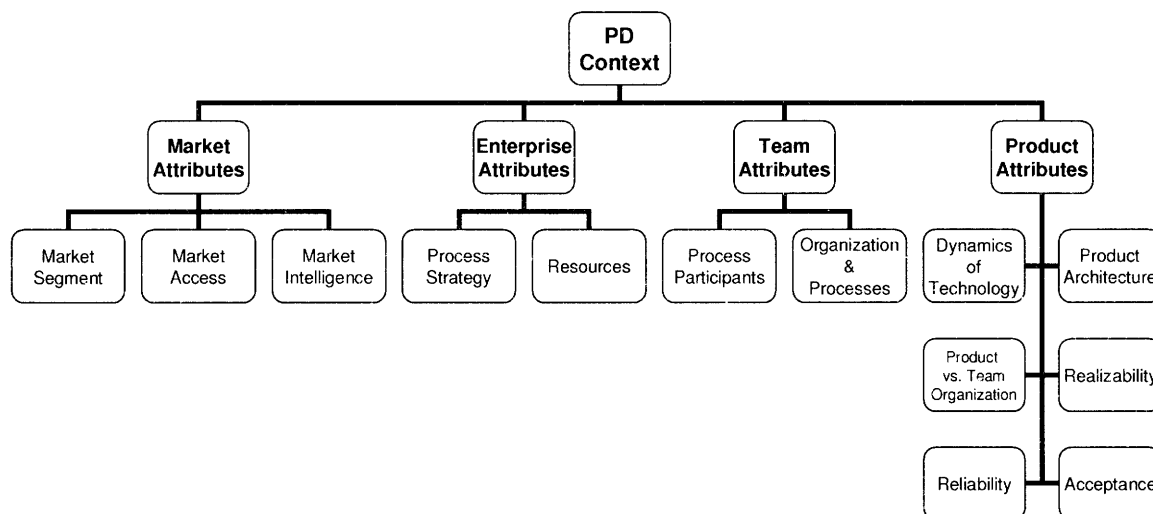 PD
Context
Market
Attributes
Enterprise
Attributes
Team
Attributes
Product
Attributes
Market
Segment
Market
Access
Market
Intelligence
Process
Strategy
Resources
Process
Participants
Organization
&
Processes
Dynamics
of
Technology
Product
Architecture
Product
vs. Team
Organization
Realizability
Reliability
Acceptance